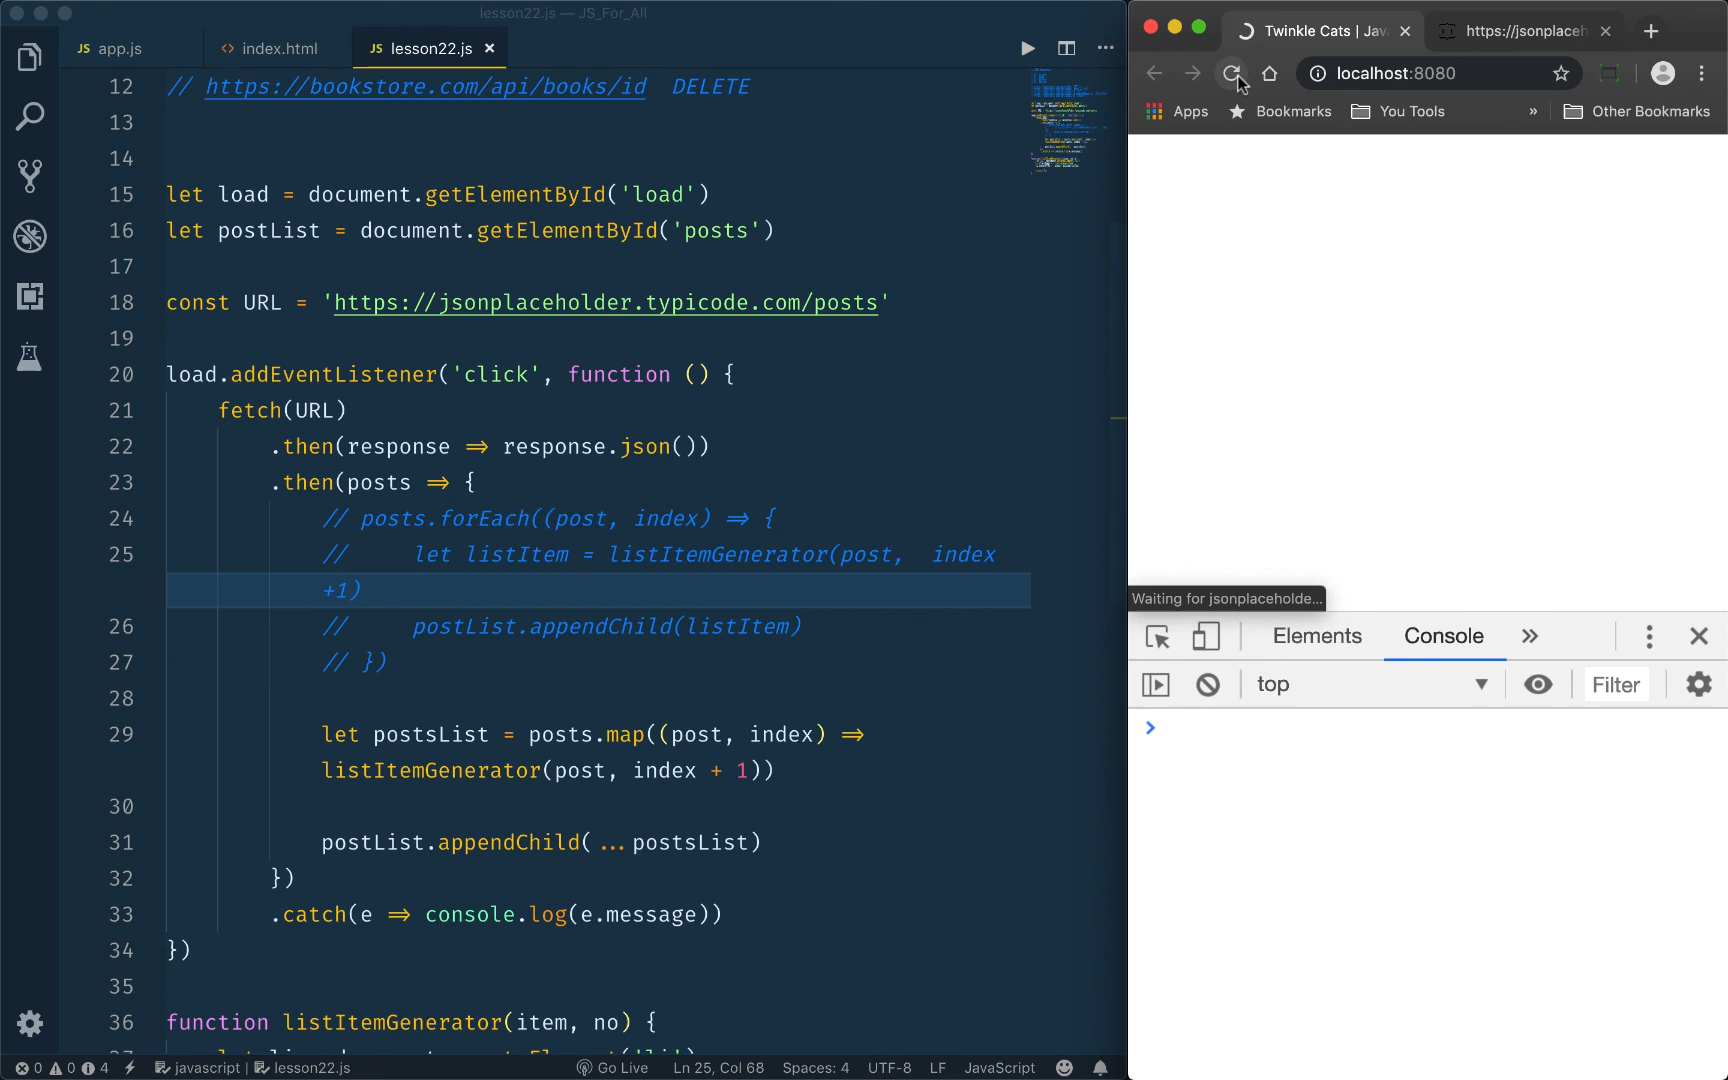 lesson22.js — JS_For_All
JS app.js
<> index.html
JS lesson22.js ×
12 // https://bookstore.com/api/books/id  DELETE
13
14
15 let load = document.getElementById('load')
16 let postList = document.getElementById('posts')
17
18 const URL = 'https://jsonplaceholder.typicode.com/posts'
19
20 load.addEventListener('click', function () {
21 fetch(URL)
22 .then(response => response.json())
23 .then(posts => {
24 // posts.forEach((post, index) => {
25 //     let listItem = listItemGenerator(post,  index
+1)
26 //     postList.appendChild(listItem)
27 // })
28
29 let postsList = posts.map((post, index) =>
listItemGenerator(post, index + 1))
30
31 postList.appendChild(...postsList)
32 })
33 .catch(e => console.log(e.message))
34 })
35
36 function listItemGenerator(item, no) {
0 0 4 javascript | lesson22.js Go Live Ln 25, Col 68 Spaces: 4 UTF-8 LF JavaScript
Twinkle Cats | Jav
https://jsonplaceh
localhost:8080
Apps Bookmarks You Tools » Other Bookmarks
Waiting for jsonplaceholde...
Elements Console »
top Filter